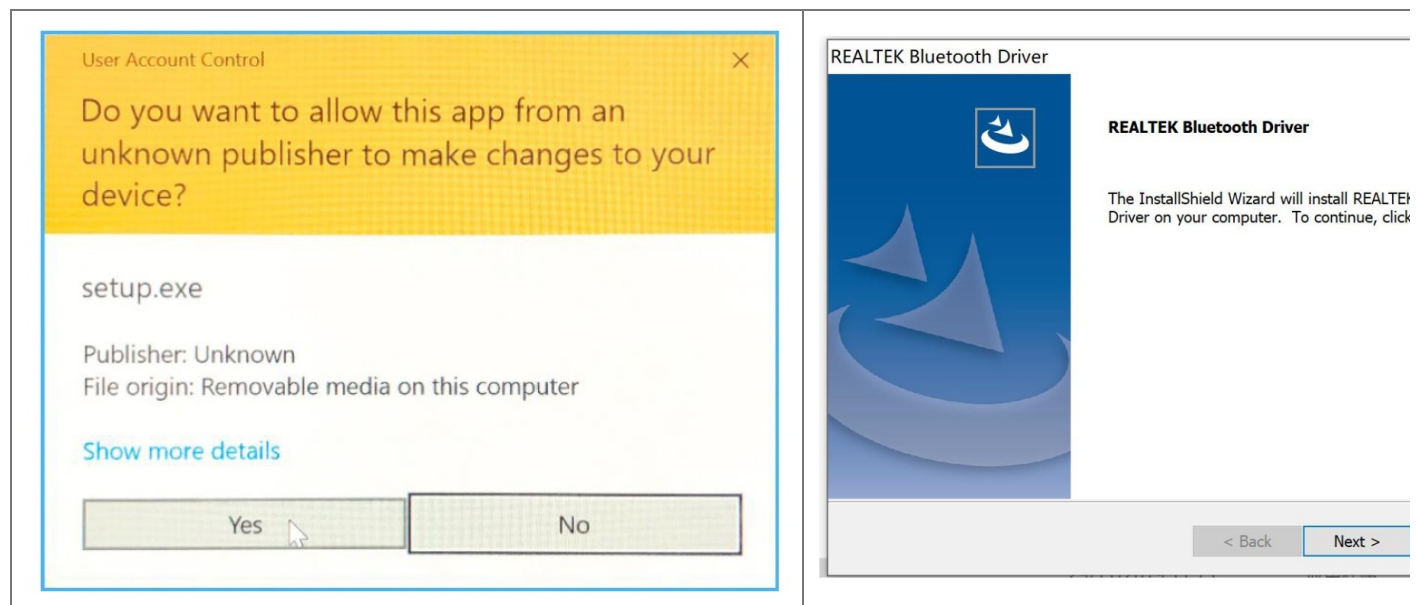 User Account Control
Do you want to allow this app from an
unknown publisher to make changes to your
device?
setup.exe
Publisher: Unknown
File origin: Removable media on this computer
Show more details
Yes
No
REALTEK Bluetooth Driver
REALTEK Bluetooth Driver
The InstallShield Wizard will install REALTEK
Driver on your computer. To continue, click
< Back
Next >